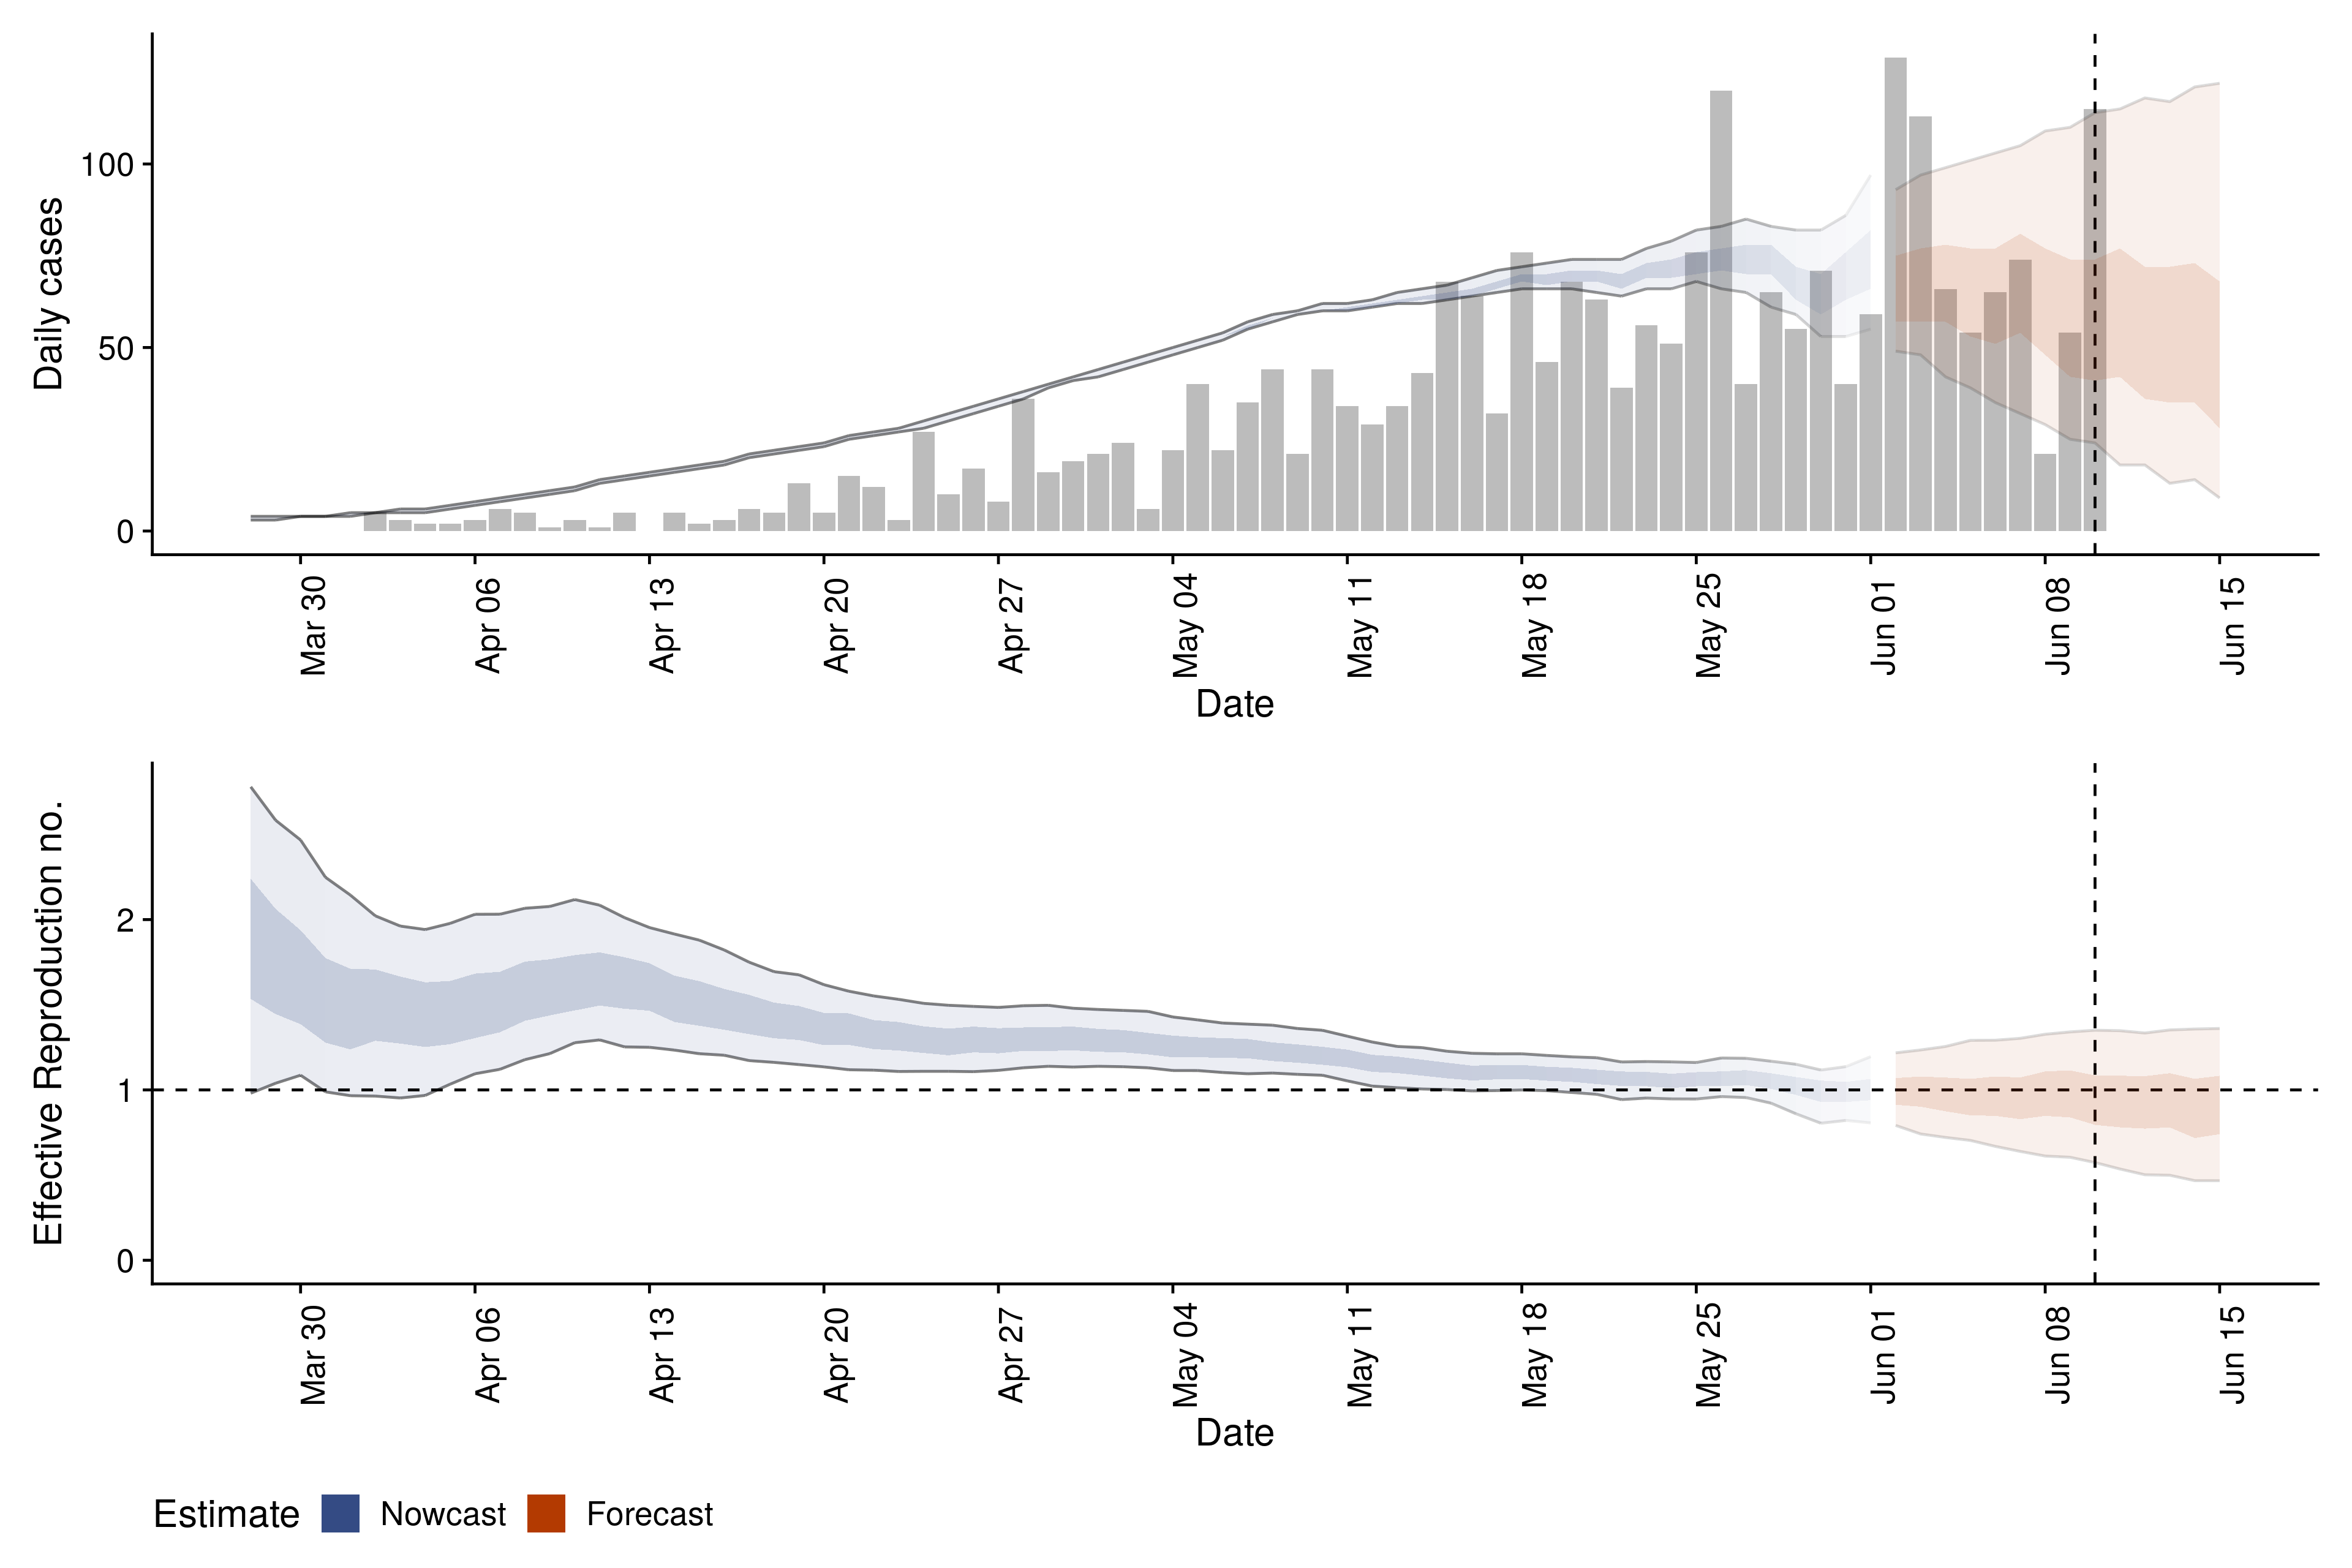 Daily cases
100
50
0
Mar 30
Apr 06
Apr 13
Apr 20
Apr 27
May 04
May 11
May 18
May 25
Jun 01
Jun 08
Jun 15
Date
Effective Reproduction no.
2
1
0
Mar 30
Apr 06
Apr 13
Apr 20
Apr 27
May 04
May 11
May 18
May 25
Jun 01
Jun 08
Jun 15
Date
Estimate Nowcast Forecast